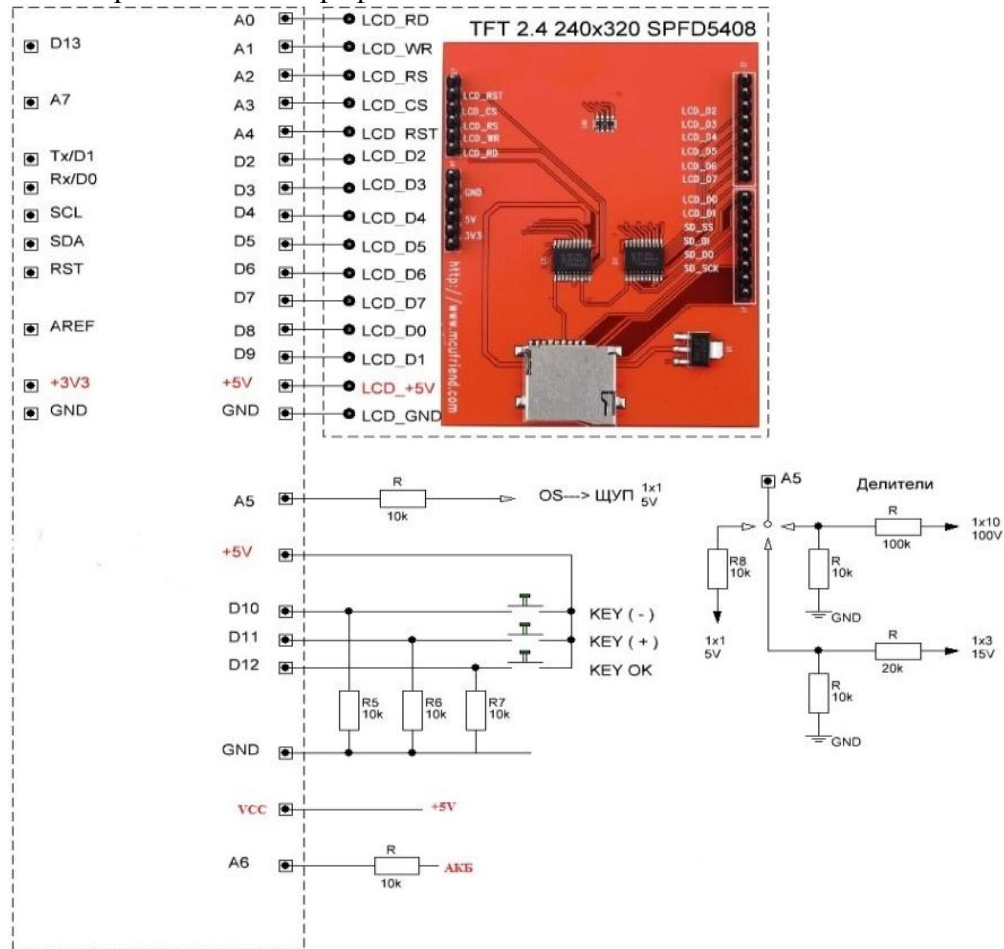 TFT 2.4 240x320 SPFD5408
D13
A7
Tx/D1
Rx/D0
SCL
SDA
RST
AREF
+3V3
GND
A0 LCD_RD
A1 LCD_WR
A2 LCD_RS
A3 LCD_CS
A4 LCD RST
D2 LCD_D2
D3 LCD_D3
D4 LCD_D4
D5 LCD_D5
D6 LCD_D6
D7 LCD_D7
D8 LCD_D0
D9 LCD_D1
+5V LCD_+5V
GND LCD_GND
LCD_RST
LCD_CS
LCD_RS
LCD_WR
LCD_RD
GND
5V
3V3
http://www.mcufriend.com
LCD_D2
LCD_D3
LCD_D4
LCD_D5
LCD_D6
LCD_D7
LCD_D0
LCD_D1
SD_SS
SD_DI
SD_DO
SD_SCK
A5 R 10k OS---> ЩУП 1x1 5V
+5V
D10 KEY ( - )
D11 KEY ( + )
D12 KEY OK
R5 10k
R6 10k
R7 10k
GND
VCC +5V
A6 R 10k АКБ
A5
Делители
R8 10k
1x1 5V
R 100k
1x10 100V
R 10k
GND
R 20k
1x3 15V
R 10k
GND